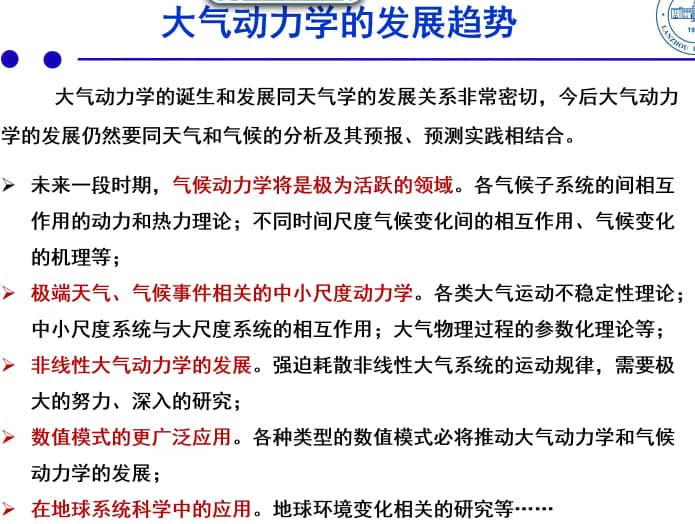 大气动力学的发展趋势
LANZHOU
大气动力学的诞生和发展同天气学的发展关系非常密切，今后大气动力
学的发展仍然要同天气和气候的分析及其预报、预测实践相结合。
➢ 未来一段时期，气候动力学将是极为活跃的领域。各气候子系统的间相互
作用的动力和热力理论；不同时间尺度气候变化间的相互作用、气候变化
的机理等；
➢ 极端天气、气候事件相关的中小尺度动力学。各类大气运动不稳定性理论；
中小尺度系统与大尺度系统的相互作用；大气物理过程的参数化理论等；
➢ 非线性大气动力学的发展。强迫耗散非线性大气系统的运动规律，需要极
大的努力、深入的研究；
➢ 数值模式的更广泛应用。各种类型的数值模式必将推动大气动力学和气候
动力学的发展；
➢ 在地球系统科学中的应用。地球环境变化相关的研究等……